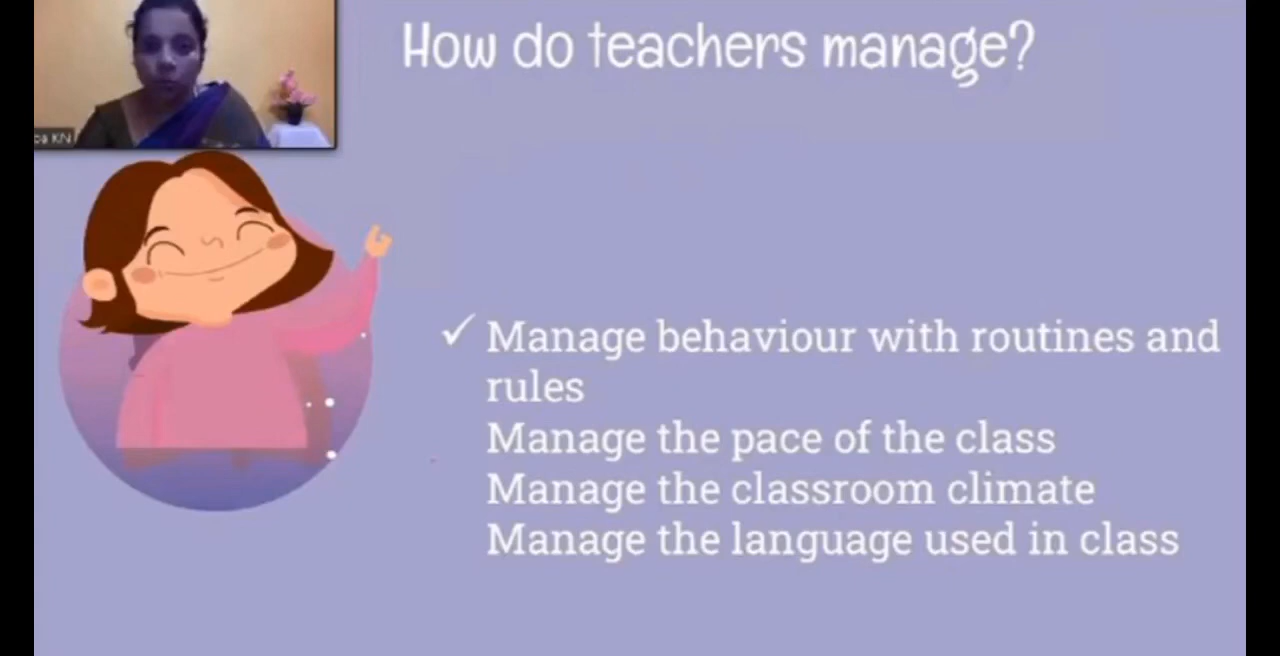 How do teachers manage?
KN
✓ Manage behaviour with routines and
rules
Manage the pace of the class
Manage the classroom climate
Manage the language used in class